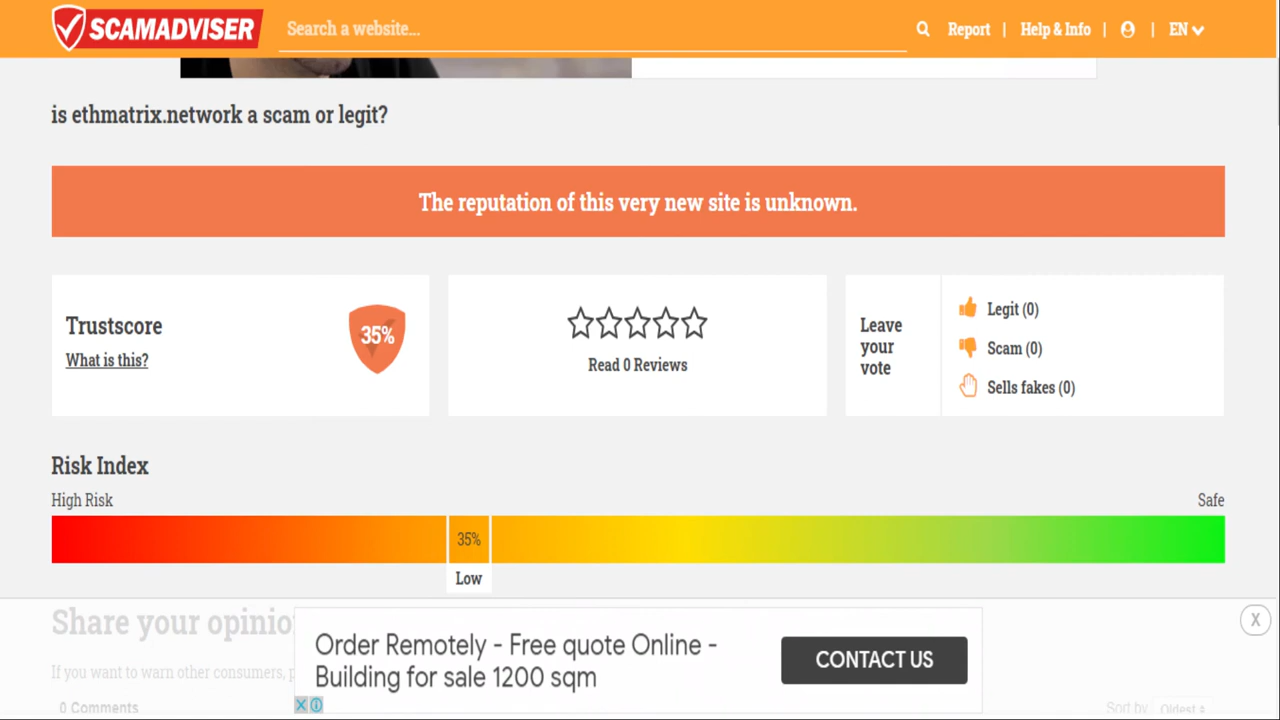 SCAMADVISER
Search a website...
Report | Help & Info | | EN
is ethmatrix.network a scam or legit?
The reputation of this very new site is unknown.
Trustscore
What is this?
35%
Read 0 Reviews
Leave
your
vote
Legit (0)
Scam (0)
Sells fakes (0)
Risk Index
High Risk
Safe
35%
Low
Share your opinio
If you want to warn other consumers, p
0 Comments
Sort by Oldest
Order Remotely - Free quote Online -
Building for sale 1200 sqm
CONTACT US
X